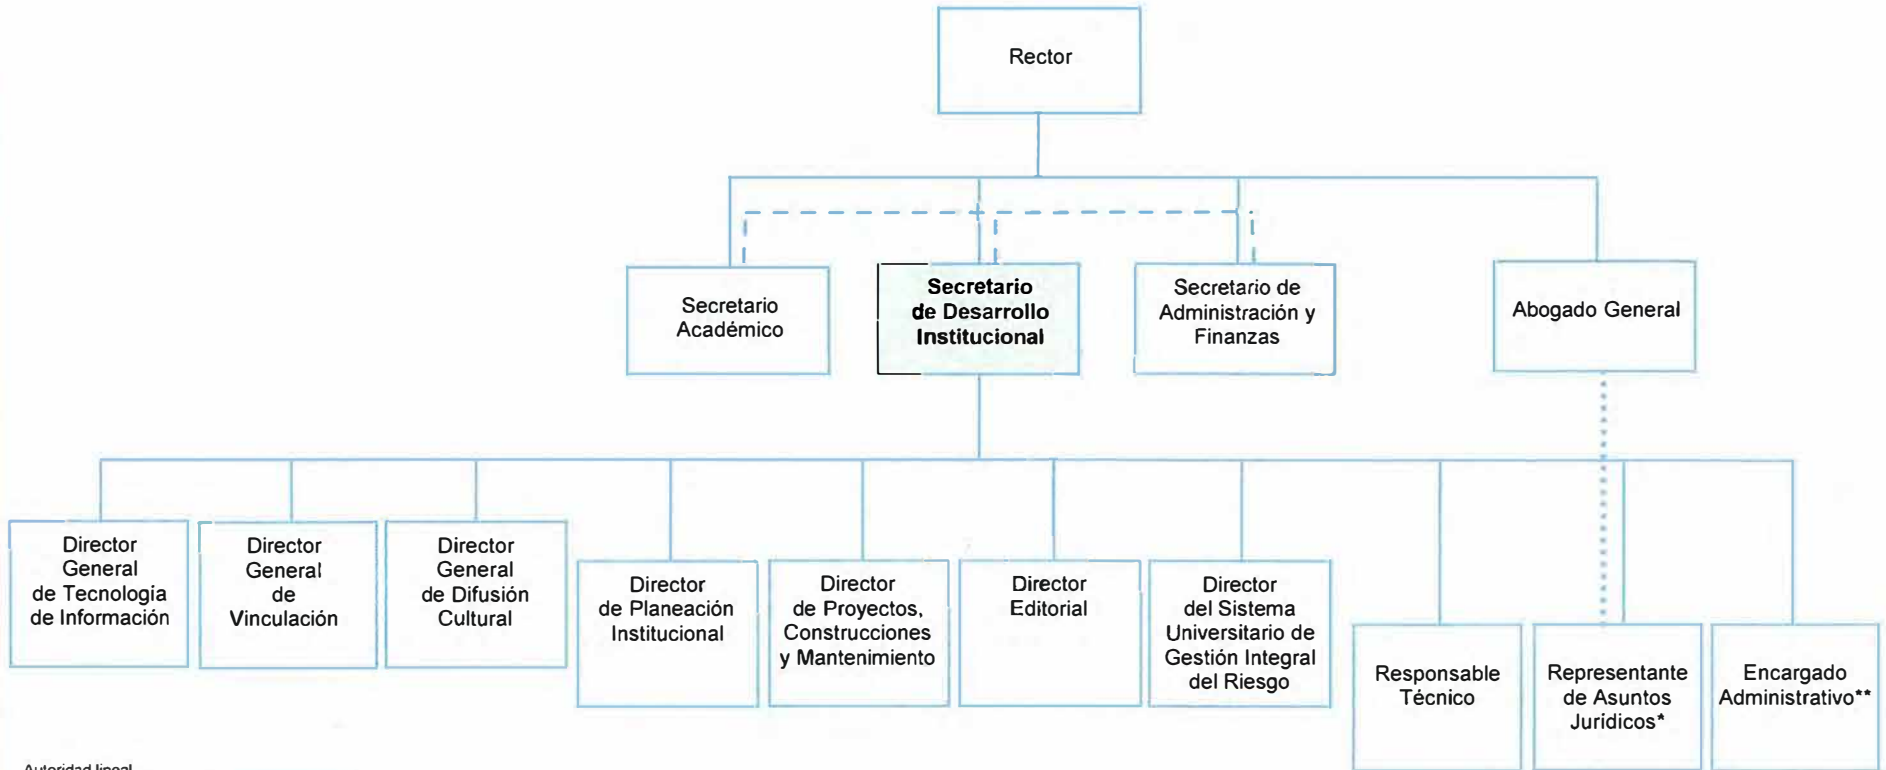 Rector
Secretario
Académico
Secretario
de Desarrollo
Institucional
Secretario de
Administración y
Finanzas
Abogado General
Director
General
de Tecnología
de Información
Director
General
de
Vinculación
Director
General
de Difusión
Cultural
Director
de Planeación
Institucional
Director
de Proyectos,
Construcciones
y Mantenimiento
Director
Editorial
Director
del Sistema
Universitario de
Gestión Integral
del Riesgo
Responsable
Técnico
Representante
de Asuntos
Jurídicos*
Encargado
Administrativo**
Autoridad lineal